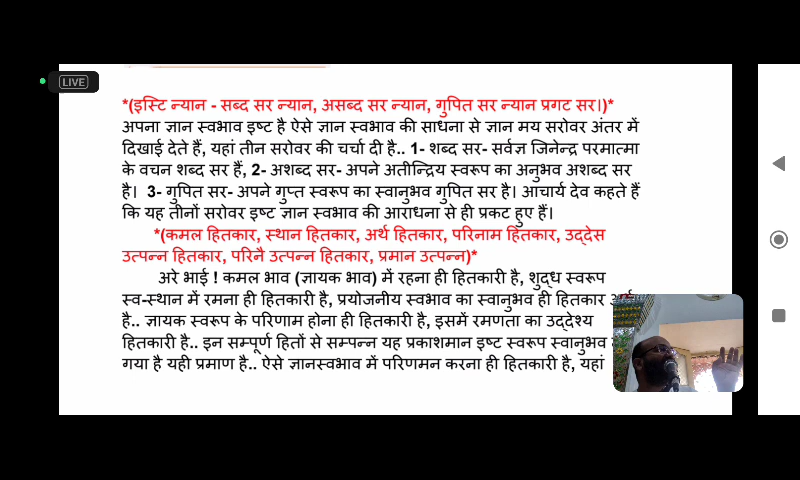 LIVE
*(इस्टि न्यान - सब्द सर न्यान, असब्द सर न्यान, गुपित सर न्यान प्रगट सर।)*
अपना ज्ञान स्वभाव इष्ट है ऐसे ज्ञान स्वभाव की साधना से ज्ञान मय सरोवर अंतर में
दिखाई देते हैं, यहां तीन सरोवर की चर्चा दी है.. 1- शब्द सर- सर्वज्ञ जिनेन्द्र परमात्मा
के वचन शब्द सर हैं, 2- अशब्द सर- अपने अतीन्द्रिय स्वरूप का अनुभव अशब्द सर
है। 3- गुपित सर- अपने गुप्त स्वरूप का स्वानुभव गुपित सर है। आचार्य देव कहते हैं
कि यह तीनों सरोवर इष्ट ज्ञान स्वभाव की आराधना से ही प्रकट हुए हैं।
*(कमल हितकार, स्थान हितकार, अर्थ हितकार, परिनाम हितकार, उद्देस
उत्पन्न हितकार, परिनै उत्पन्न हितकार, प्रमान उत्पन्न)*
अरे भाई ! कमल भाव (ज्ञायक भाव) में रहना ही हितकारी है, शुद्ध स्वरूप
स्व-स्थान में रमना ही हितकारी है, प्रयोजनीय स्वभाव का स्वानुभव ही हितकार
है.. ज्ञायक स्वरूप के परिणाम होना ही हितकारी है, इसमें रमणता का उद्देश्य
हितकारी है.. इन सम्पूर्ण हितों से सम्पन्न यह प्रकाशमान इष्ट स्वरूप स्वानुभव
गया है यही प्रमाण है.. ऐसे ज्ञानस्वभाव में परिणमन करना ही हितकारी है, यहां